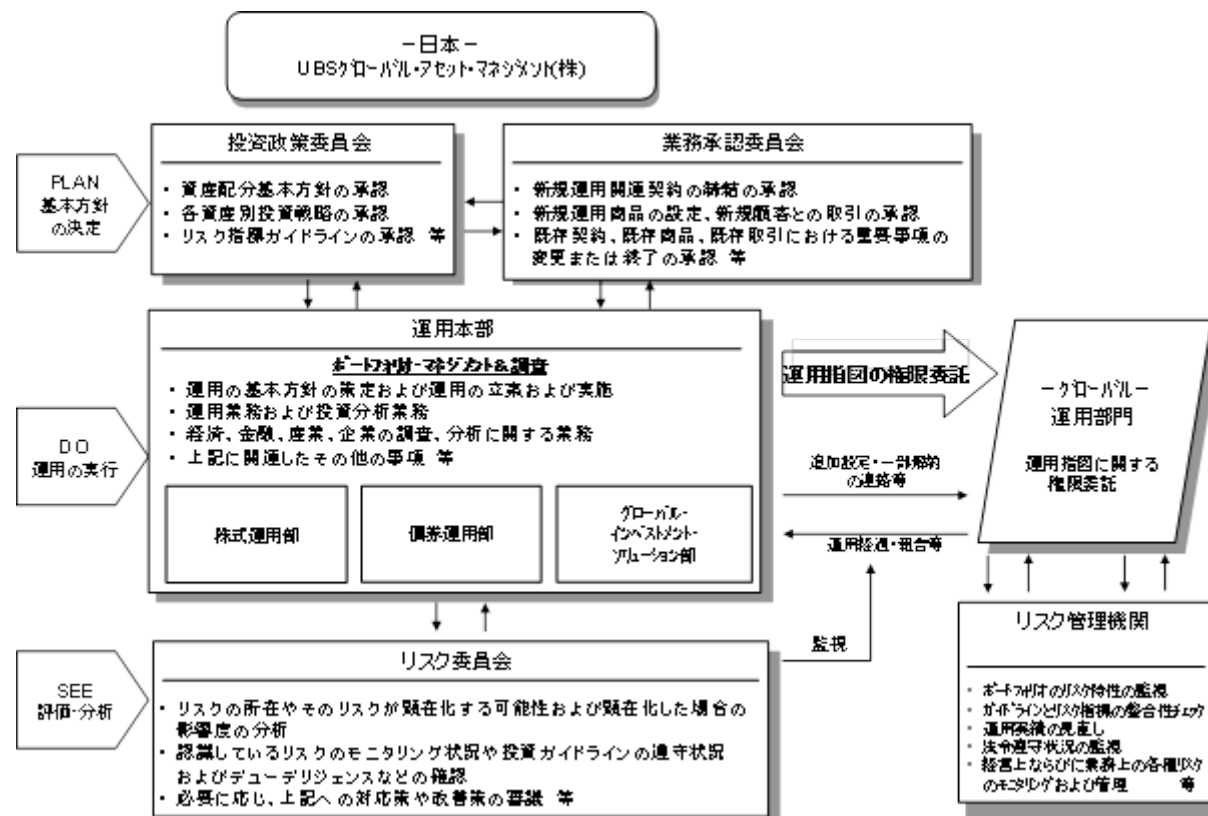 －日本－
UBSｸﾞﾛｰﾊﾞﾙ･ｱｾｯﾄ･ﾏﾈｼﾞﾒﾝﾄ(株)
PLAN
基本方針
の決定
投資政策委員会
・ 資産配分基本方針の承認
・ 各資産別投資戦略の承認
・ リスク指標ガイドラインの承認 等
業務承認委員会
・ 新規運用関連契約の締結の承認
・ 新規運用商品の設定、新規顧客との取引の承認
・ 既存契約、既存商品、既存取引における重要事項の
変更または終了の承認 等
DO
運用の実行
運用本部
ﾎﾟｰﾄﾌｫﾘｵ･ﾏﾈｼﾞﾒﾝﾄ&調査
・ 運用の基本方針の策定および運用の立案および実施
・ 運用業務および投資分析業務
・ 経済、金融、産業、企業の調査、分析に関する業務
・ 上記に関連したその他の事項 等
株式運用部
債券運用部
ｸﾞﾛｰﾊﾞﾙ･
ｲﾝﾍﾞｽﾄﾒﾝﾄ･
ｿﾘｭｰｼｮﾝ部
運用指図の権限委託
追加設定・一部解約
の連絡等
運用経過・報告等
－ｸﾞﾛｰﾊﾞﾙ－
運用部門
運用指図に関する
権限委託
SEE
評価･分析
リスク委員会
・ リスクの所在やそのリスクが顕在化する可能性および顕在化した場合の
影響度の分析
・ 認識しているリスクのモニタリング状況や投資ガイドラインの遵守状況
およびデューデリジェンスなどの確認
・ 必要に応じ、上記への対応策や改善策の審議 等
監視
リスク管理機関
・ ﾎﾟｰﾄﾌｫﾘｵのﾘｽｸ特性の監視
・ ｶﾞｲﾄﾞﾗｲﾝとﾘｽｸ指標の整合性ﾁｪｯｸ
・ 運用実績の見直し
・ 法令遵守状況の監視
・ 経営上ならびに業務上の各種ﾘｽｸ
のﾓﾆﾀﾘﾝｸﾞおよび管理 等